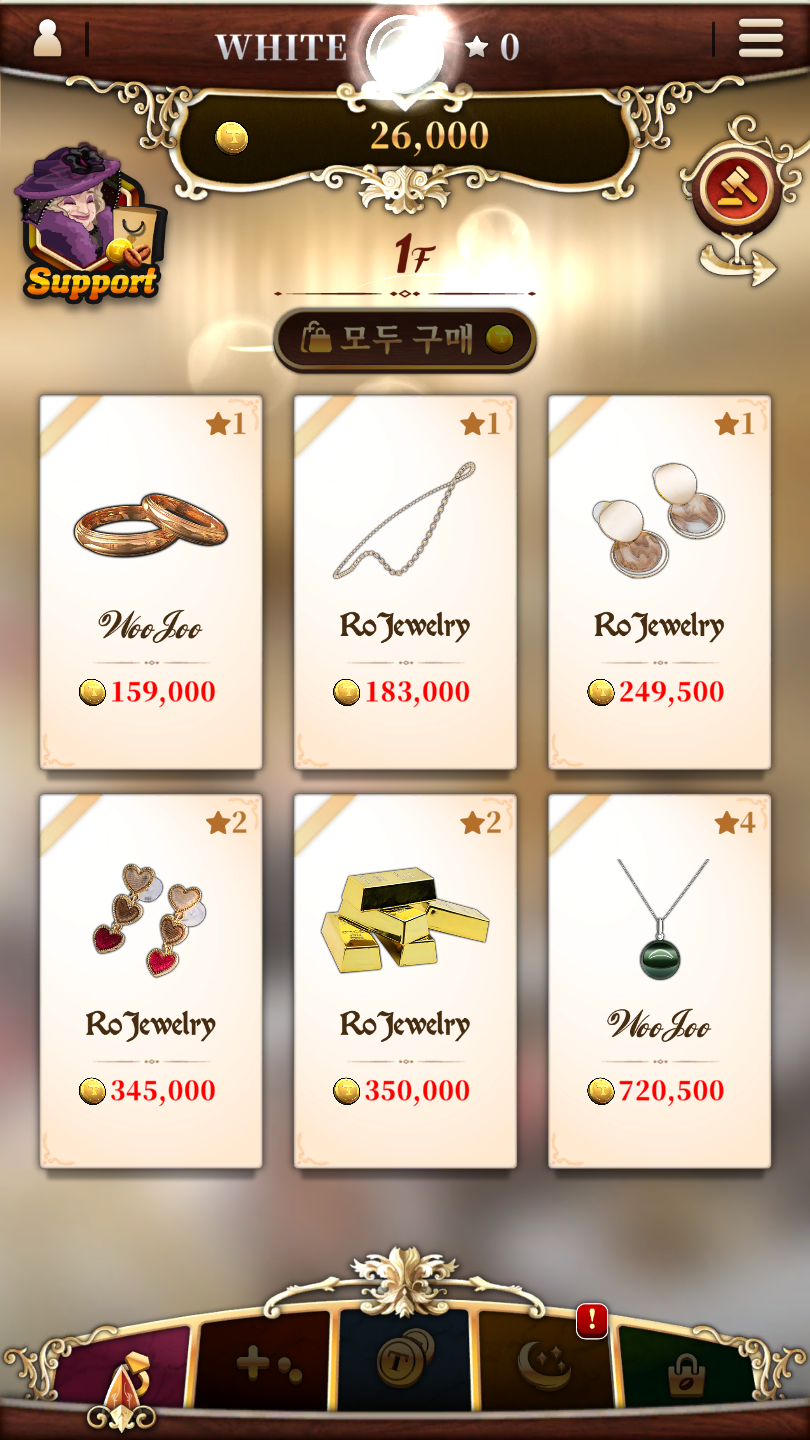 WHITE 0
26,000
Support
1F
모두 구매
1 1 1
WooJoo RoJewelry RoJewelry
159,000 183,000 249,500
2 2 4
RoJewelry RoJewelry WooJoo
345,000 350,000 720,500
!
T